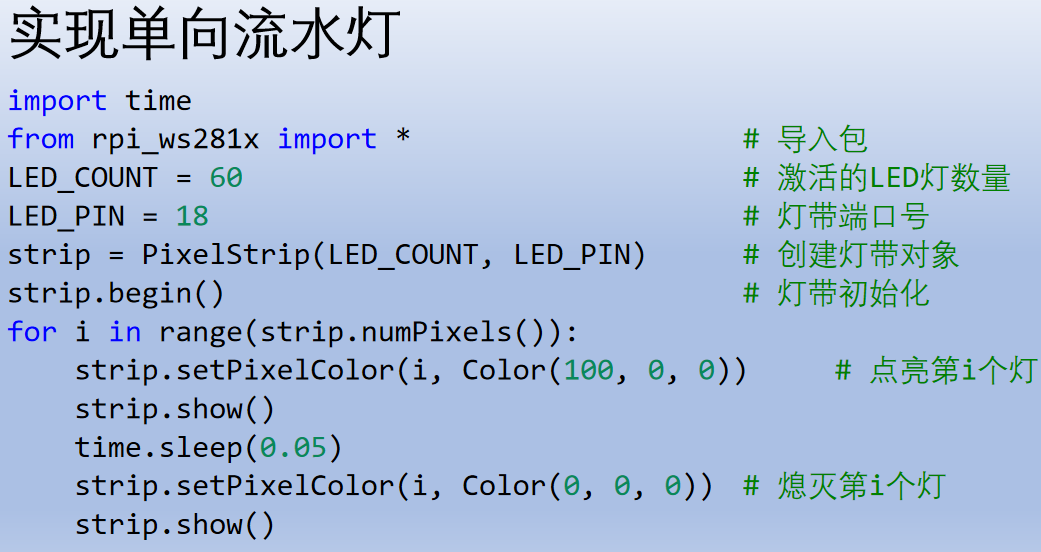 实现单向流水灯
import time
from rpi_ws281x import * # 导入包
LED_COUNT = 60 # 激活的LED灯数量
LED_PIN = 18 # 灯带端口号
strip = PixelStrip(LED_COUNT, LED_PIN) # 创建灯带对象
strip.begin() # 灯带初始化
for i in range(strip.numPixels()):
    strip.setPixelColor(i, Color(100, 0, 0)) # 点亮第i个灯
    strip.show()
    time.sleep(0.05)
    strip.setPixelColor(i, Color(0, 0, 0)) # 熄灭第i个灯
    strip.show()